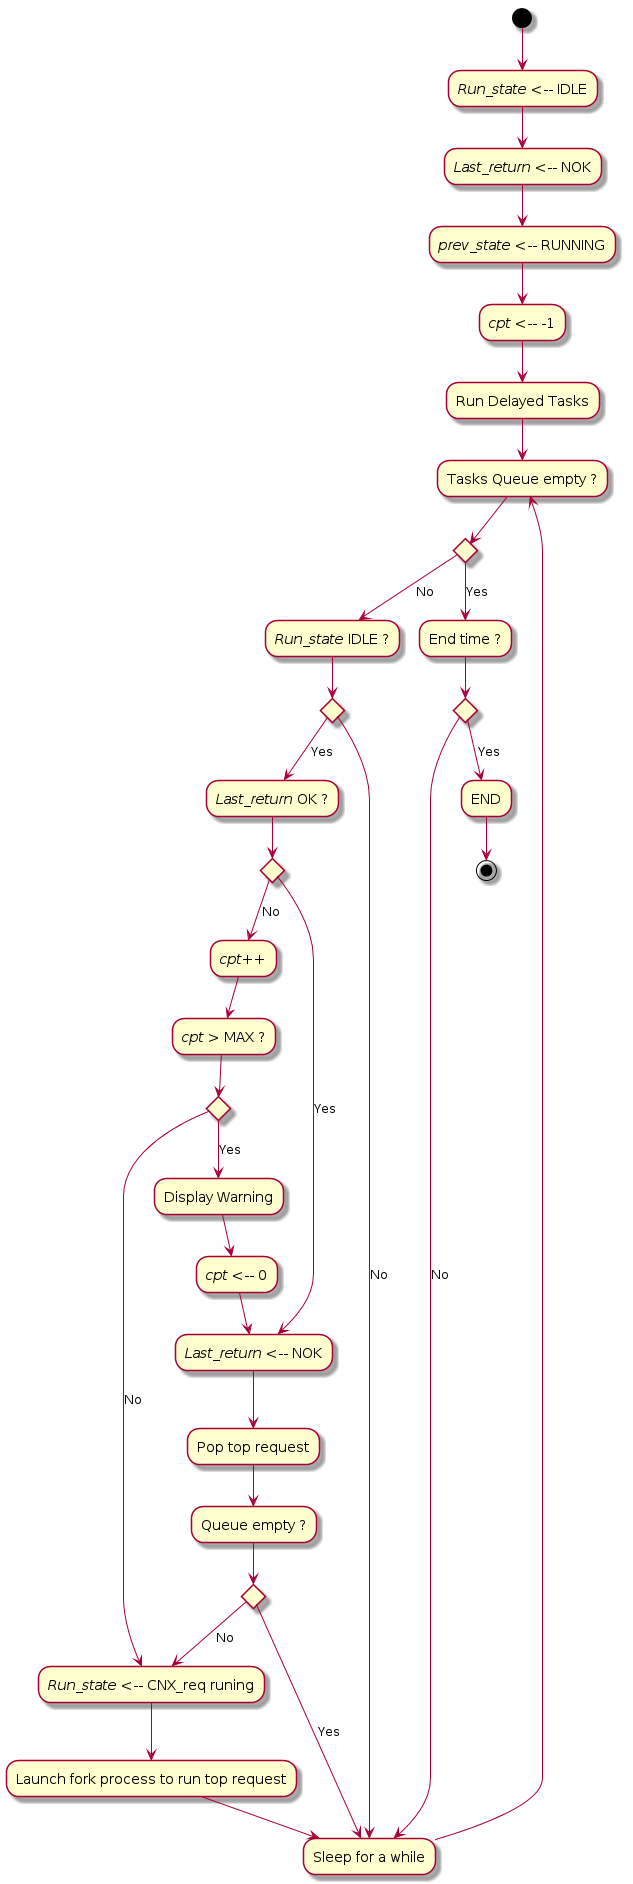 Run_state <-- IDLE
Last_return <-- NOK
prev_state <-- RUNNING
cpt <-- -1
Run Delayed Tasks
Tasks Queue empty ?
No
Yes
Run_state IDLE ?
End time ?
Yes
Yes
Last_return OK ?
END
No
cpt++
cpt > MAX ?
Yes
Yes
Display Warning
cpt <-- 0
No
No
Last_return <-- NOK
No
Pop top request
Queue empty ?
No
Run_state <-- CNX_req runing
Yes
Launch fork process to run top request
Sleep for a while